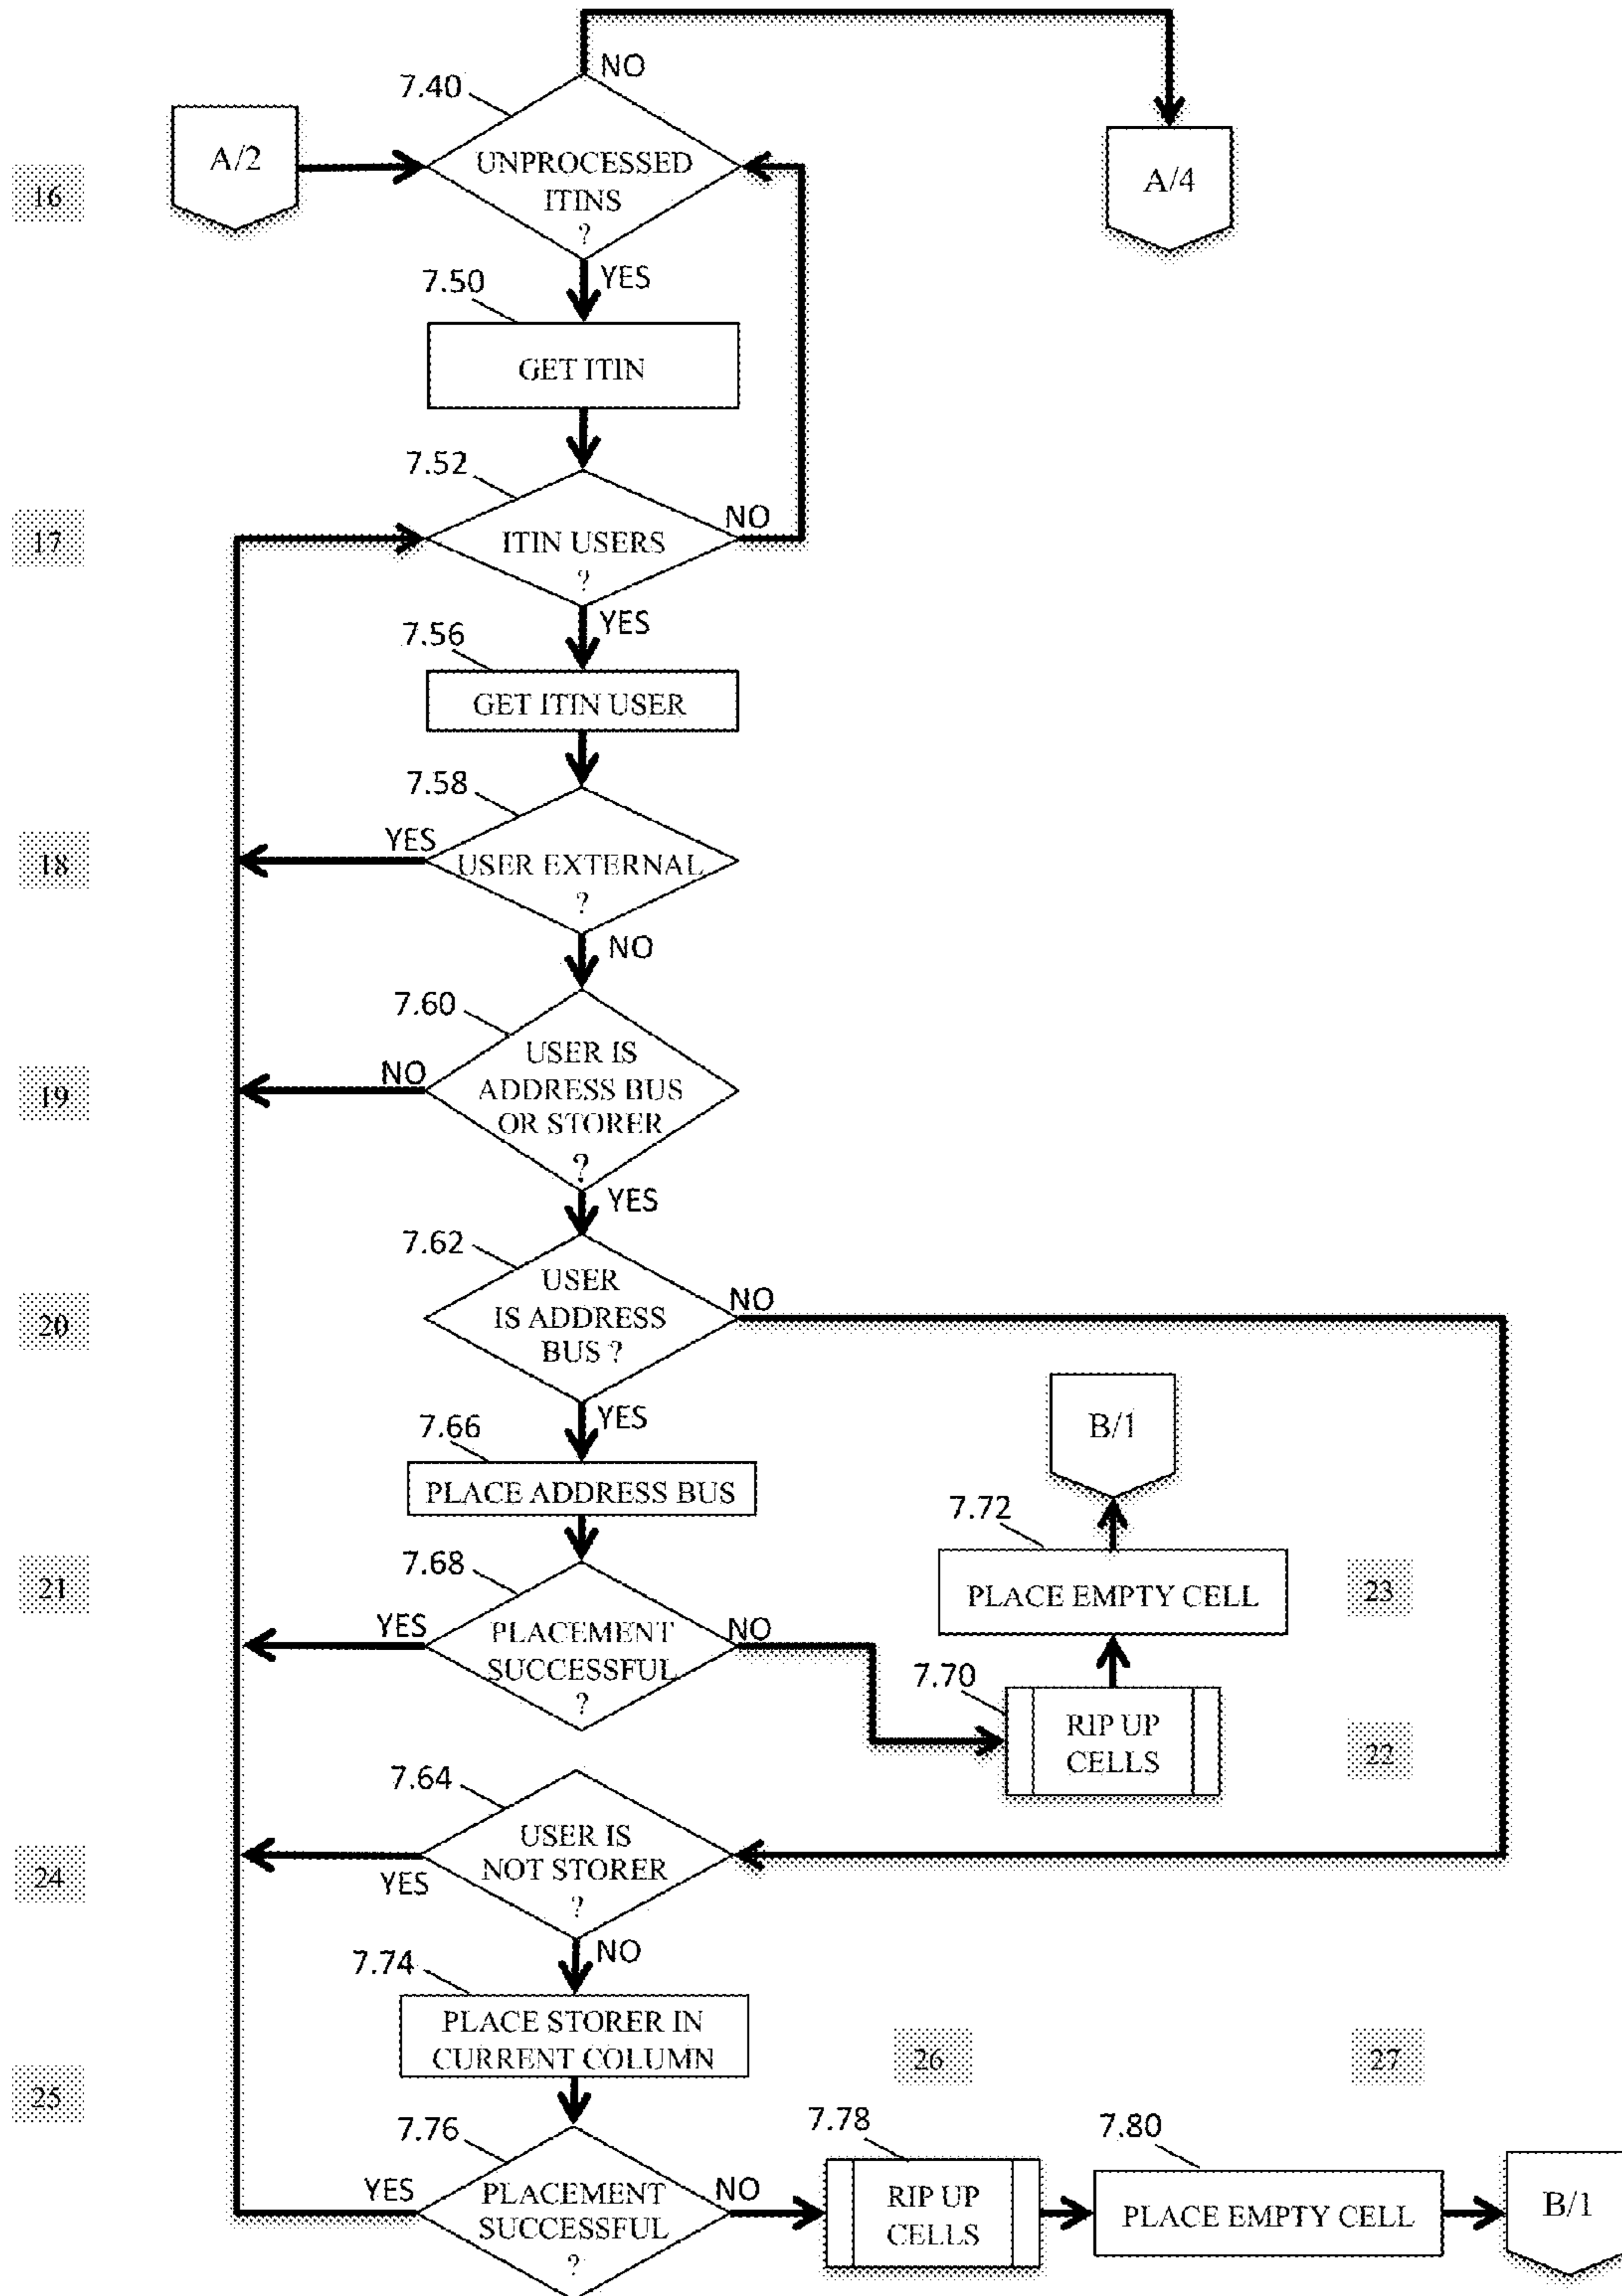 NO
7.40
A/2
UNPROCESSED
ITINS
?
A/4
16
YES
7.50
GET ITIN
7.52
NO
17
ITIN USERS
?
YES
7.56
GET ITIN USER
7.58
YES
18
USER EXTERNAL
?
NO
7.60
USER IS
NO
ADDRESS BUS
19
OR STORER
?
YES
7.62
USER
NO
20
IS ADDRESS
BUS ?
YES
B/1
7.66
PLACE ADDRESS BUS
7.72
7.68
21
PLACE EMPTY CELL
23
YES
PLACEMENT
NO
SUCCESSFUL
?
7.70
RIP UP
CELLS
22
7.64
USER IS
24
NOT STORER
YES
?
NO
7.74
PLACE STORER IN
CURRENT COLUMN
26
27
25
7.76
7.78
7.80
YES
PLACEMENT
NO
SUCCESSFUL
?
RIP UP
CELLS
PLACE EMPTY CELL
B/1